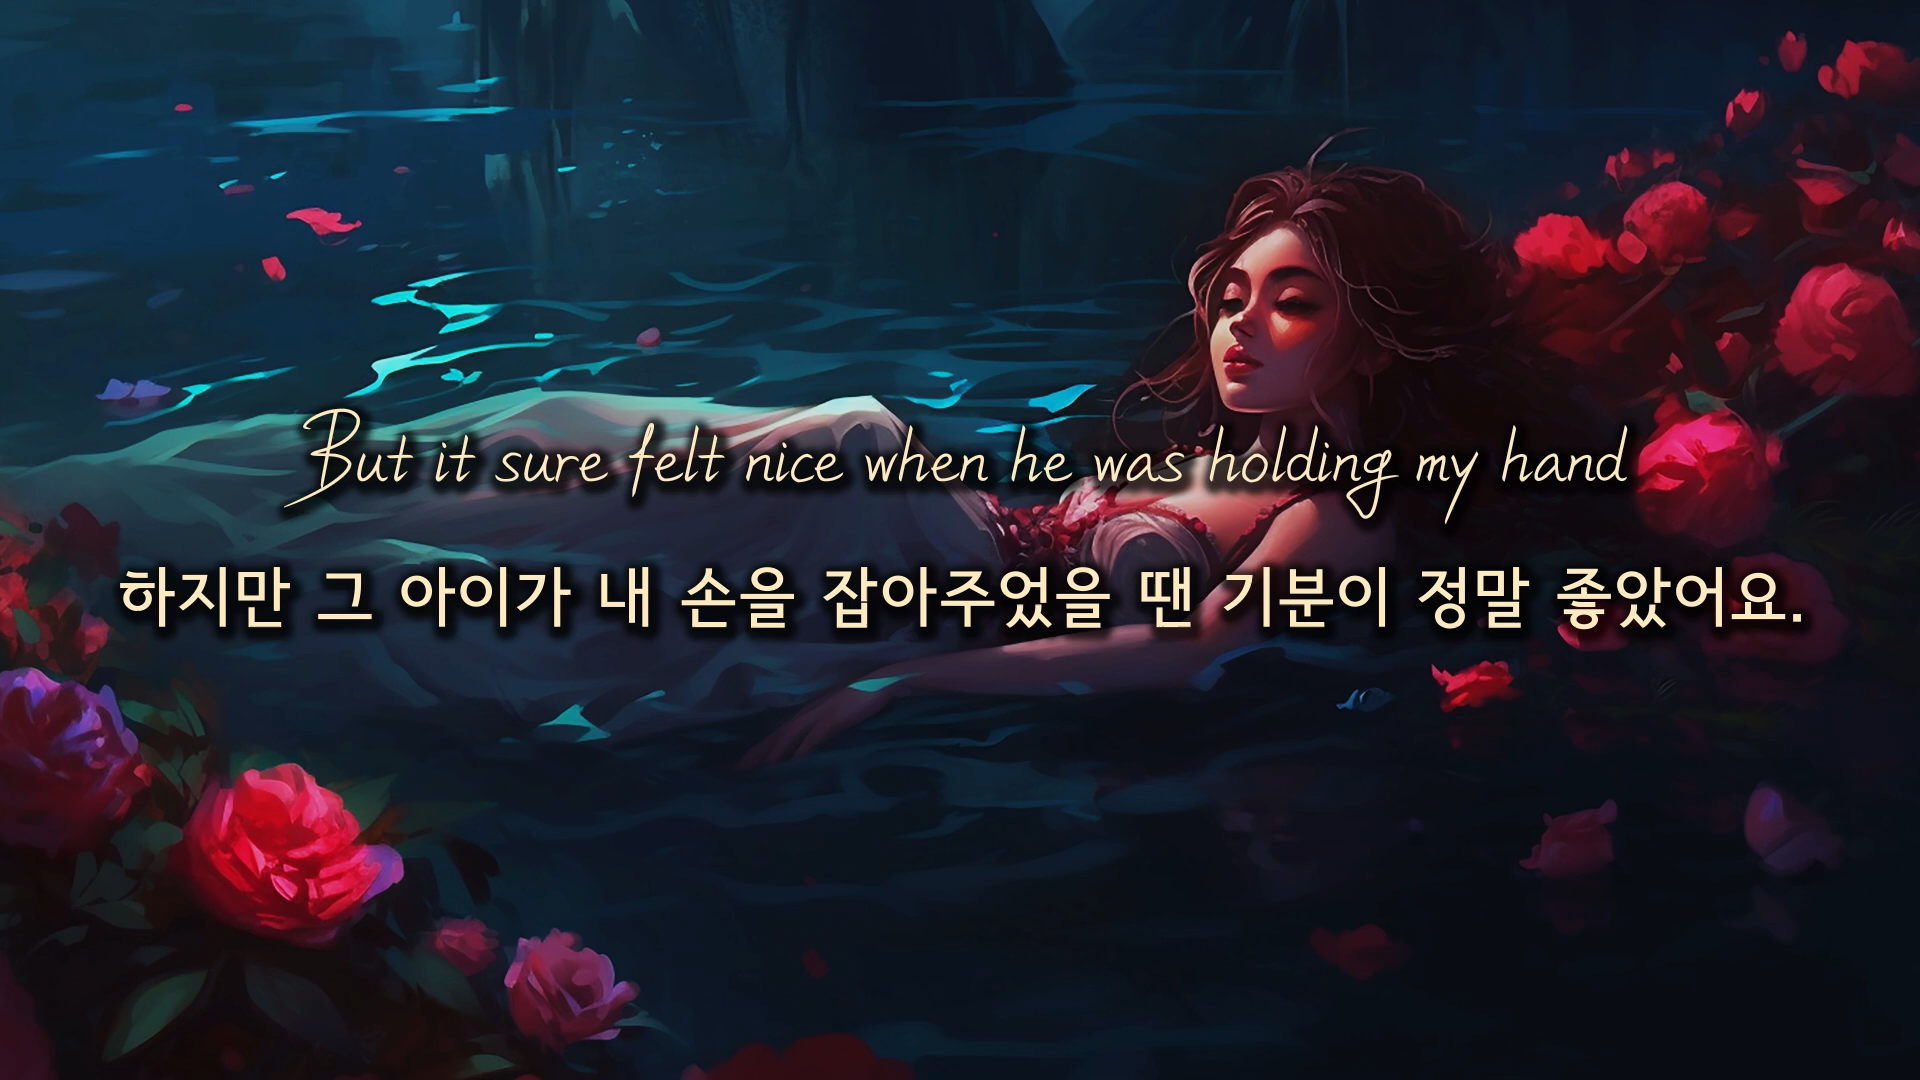 But it sure felt nice when he was holding my hand
하지만 그 아이가 내 손을 잡아주었을 땐 기분이 정말 좋았어요.